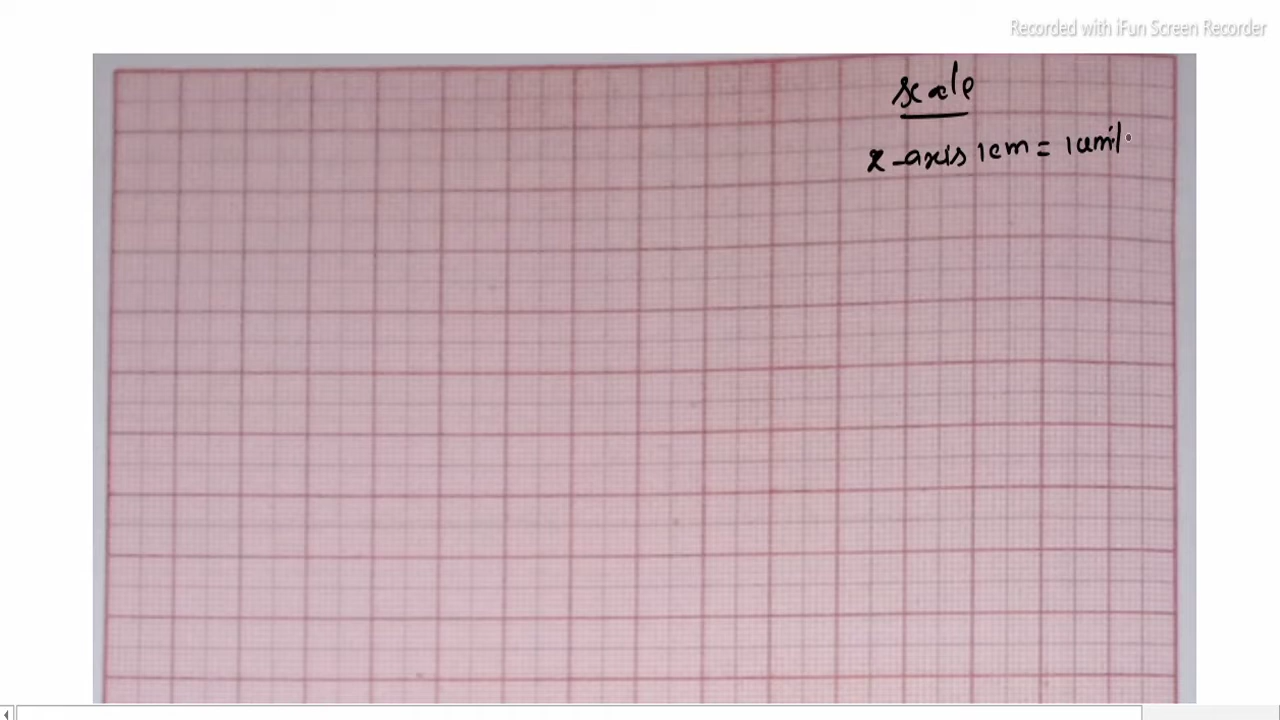 Recorded with iFun Screen Recorder
scale
x-axis 1cm = 1unit